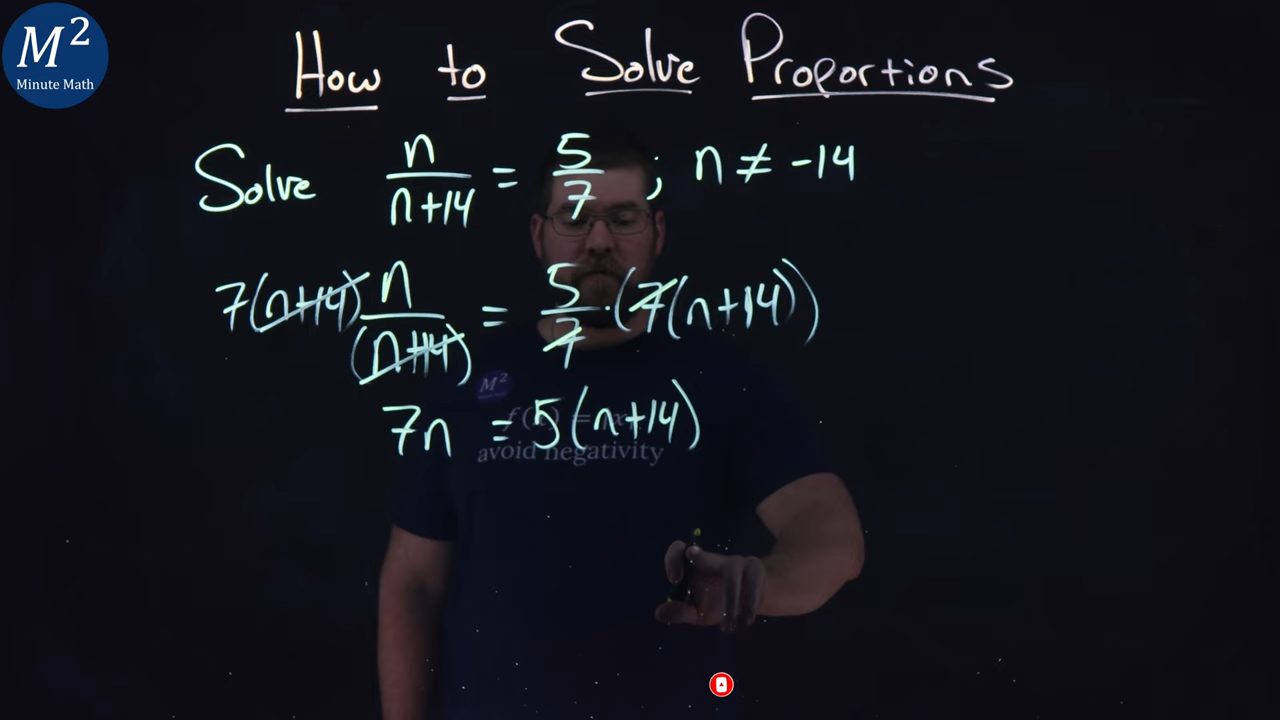 M²
Minute Math
How to Solve Proportions
Solve n/(n+14) = 5/7 ; n ≠ -14
7(n+14) n/(n+14) = 5/7 · (7(n+14))
M²
7n = 5(n+14)
avoid negativity